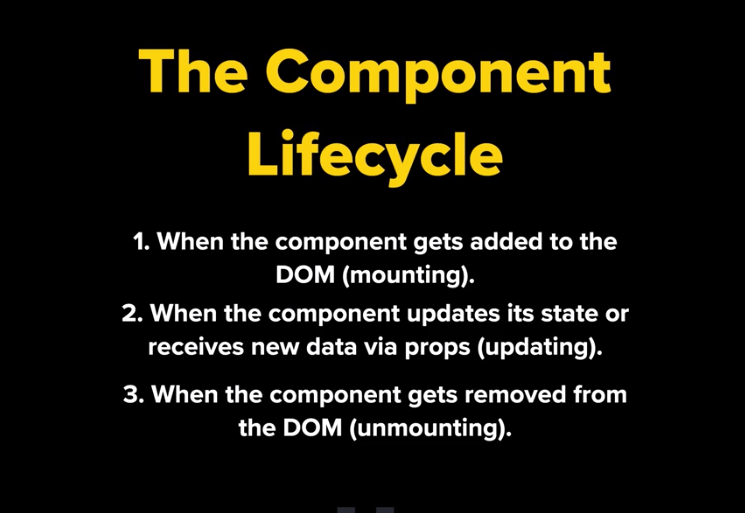 The Component
Lifecycle
1. When the component gets added to the
DOM (mounting).
2. When the component updates its state or
receives new data via props (updating).
3. When the component gets removed from
the DOM (unmounting).